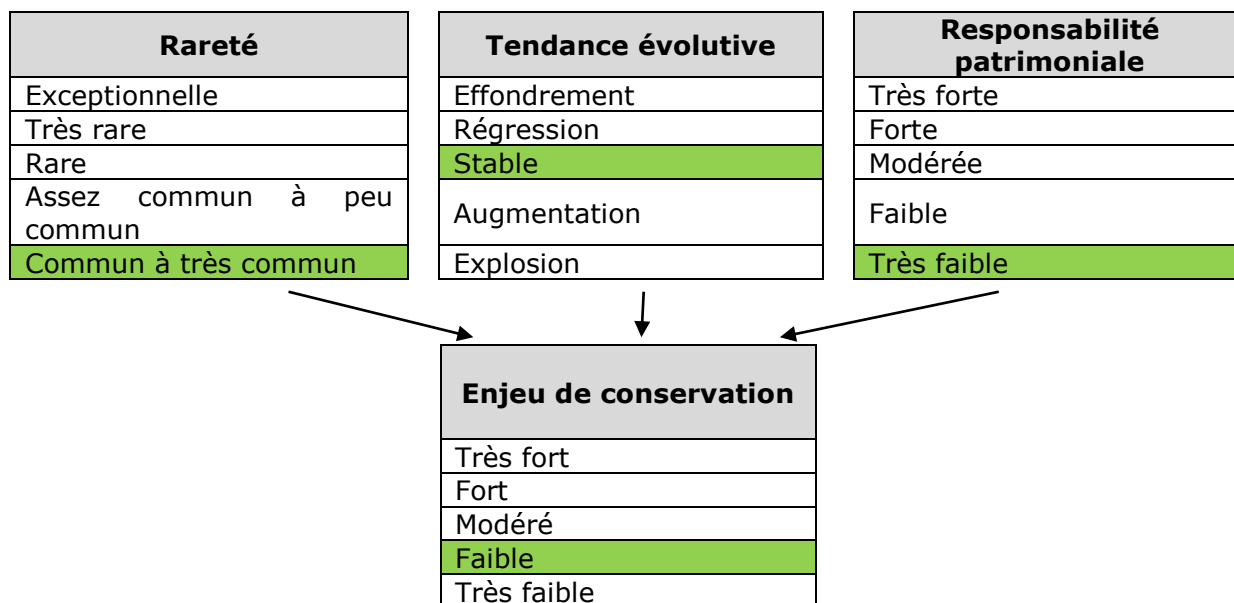 Rareté
Exceptionnelle
Très rare
Rare
Assez commun à peu
commun
Commun à très commun
Tendance évolutive
Effondrement
Régression
Stable
Augmentation
Explosion
Responsabilité
patrimoniale
Très forte
Forte
Modérée
Faible
Très faible
Enjeu de conservation
Très fort
Fort
Modéré
Faible
Très faible